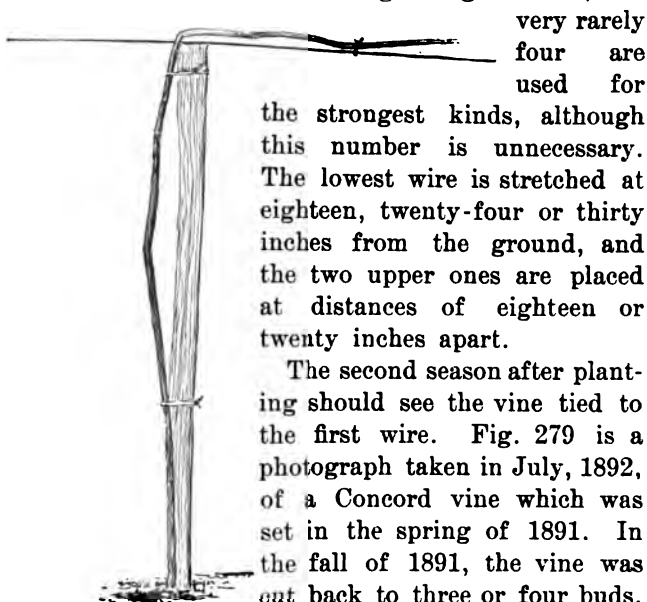 very rarely
four are
used for
the strongest kinds, although
this number is unnecessary.
The lowest wire is stretched at
eighteen, twenty-four or thirty
inches from the ground, and
the two upper ones are placed
at distances of eighteen or
twenty inches apart.
The second season after plant-
ing should see the vine tied to
the first wire. Fig. 279 is a
photograph taken in July, 1892,
of a Concord vine which was
set in the spring of 1891. In
the fall of 1891, the vine was
cut back to three or four buds,